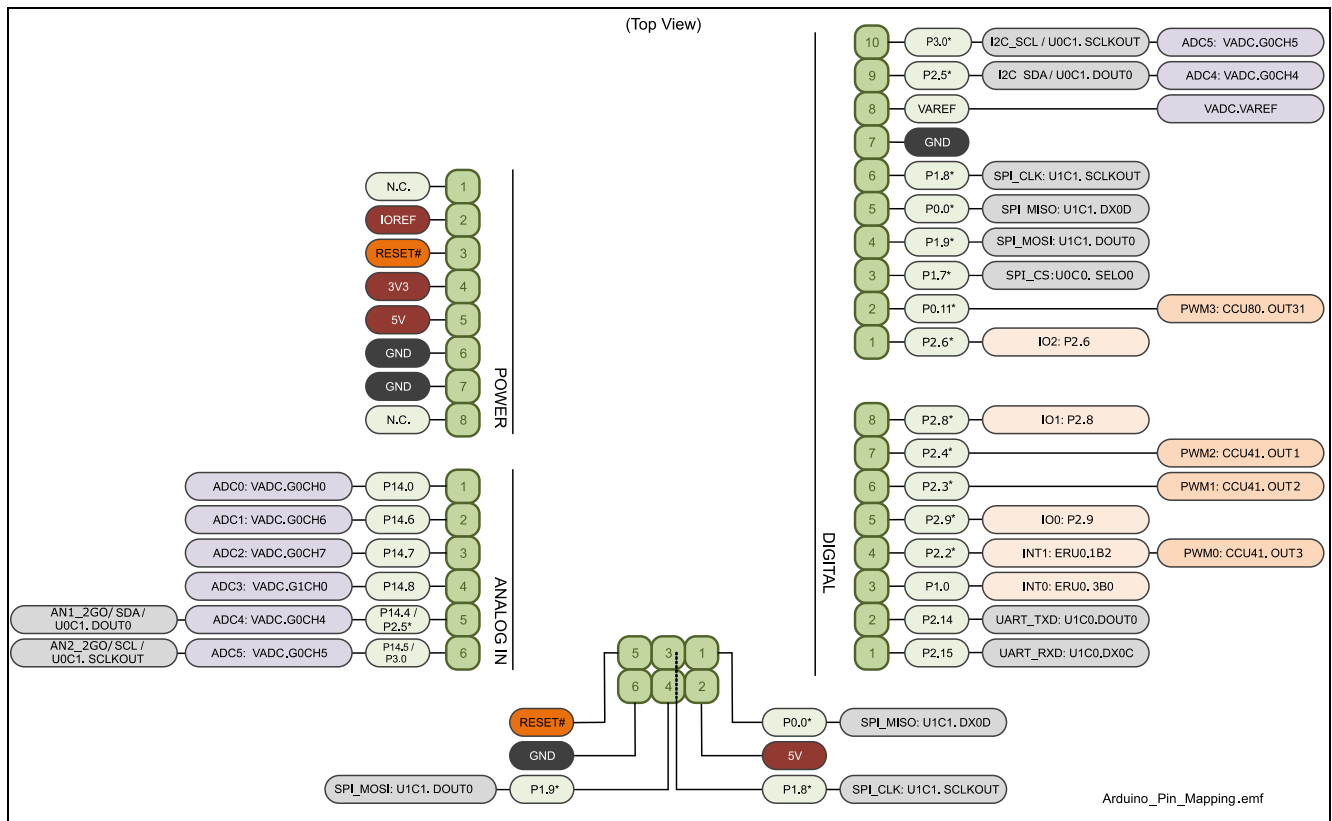 (Top View)
10 P3.0* I2C_SCL / U0C1. SCLKOUT ADC5: VADC.G0CH5
9 P2.5* I2C SDA / U0C1. DOUT0 ADC4: VADC.G0CH4
8 VAREF VADC.VAREF
7 GND
6 P1.8* SPI_CLK: U1C1. SCLKOUT
5 P0.0* SPI MISO: U1C1. DX0D
4 P1.9* SPI_MOSI: U1C1. DOUT0
3 P1.7* SPI_CS:U0C0. SELO0
2 P0.11* PWM3: CCU80. OUT31
1 P2.6* IO2: P2.6
8 P2.8* IO1: P2.8
7 P2.4* PWM2: CCU41. OUT1
6 P2.3* PWM1: CCU41. OUT2
5 P2.9* IO0: P2.9
4 P2.2* INT1: ERU0.1B2 PWM0: CCU41. OUT3
3 P1.0 INT0: ERU0. 3B0
2 P2.14 UART_TXD: U1C0.DOUT0
1 P2.15 UART_RXD: U1C0.DX0C
DIGITAL
N.C. 1
IOREF 2
RESET# 3
3V3 4
5V 5
GND 6
GND 7
N.C. 8
POWER
ADC0: VADC.G0CH0 P14.0 1
ADC1: VADC.G0CH6 P14.6 2
ADC2: VADC.G0CH7 P14.7 3
ADC3: VADC.G1CH0 P14.8 4
AN1_2GO/ SDA /
U0C1. DOUT0
ADC4: VADC.G0CH4
P14.4 /
P2.5*
5
AN2_2GO/ SCL /
U0C1. SCLKOUT
ADC5: VADC.G0CH5
P14.5 /
P3.0
6
ANALOG IN
5 3 1
6 4 2
RESET#
GND
SPI_MOSI: U1C1. DOUT0 P1.9*
P0.0* SPI_MISO: U1C1. DX0D
5V
P1.8* SPI_CLK: U1C1. SCLKOUT
Arduino_Pin_Mapping.emf